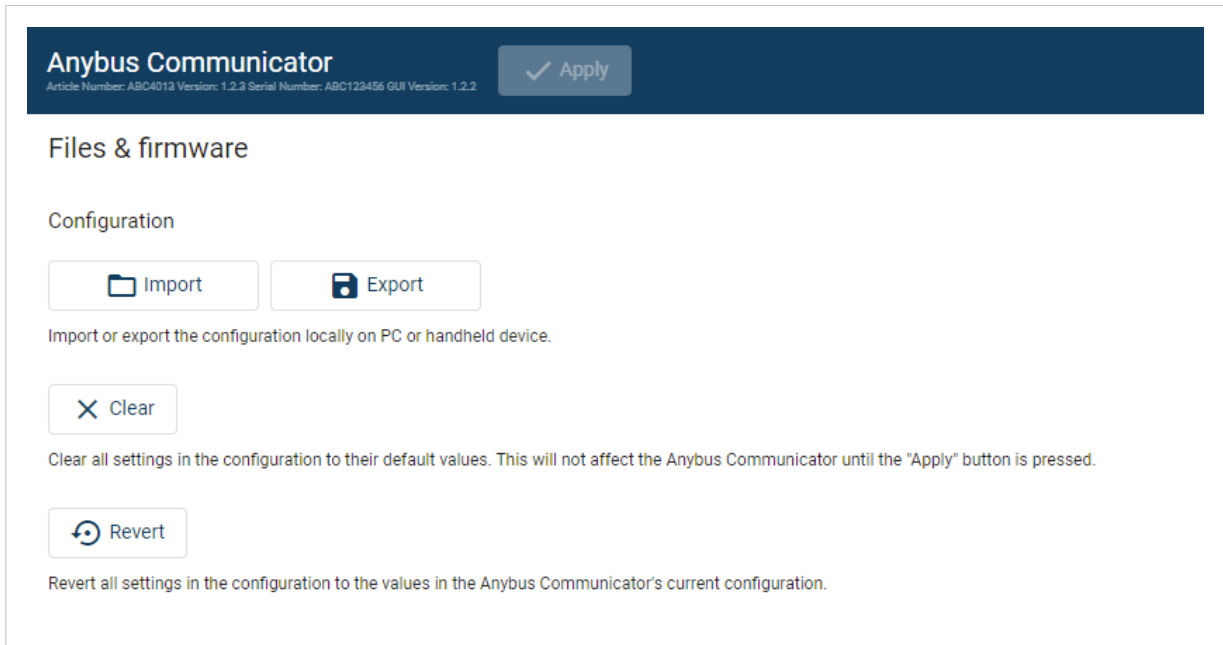 Anybus Communicator
Apply
Article Number: ABC4013 Version: 1.2.3 Serial Number: ABC123456 GUI Version: 1.2.2
Files & firmware
Configuration
Import Export
Import or export the configuration locally on PC or handheld device.
Clear
Clear all settings in the configuration to their default values. This will not affect the Anybus Communicator until the "Apply" button is pressed.
Revert
Revert all settings in the configuration to the values in the Anybus Communicator's current configuration.